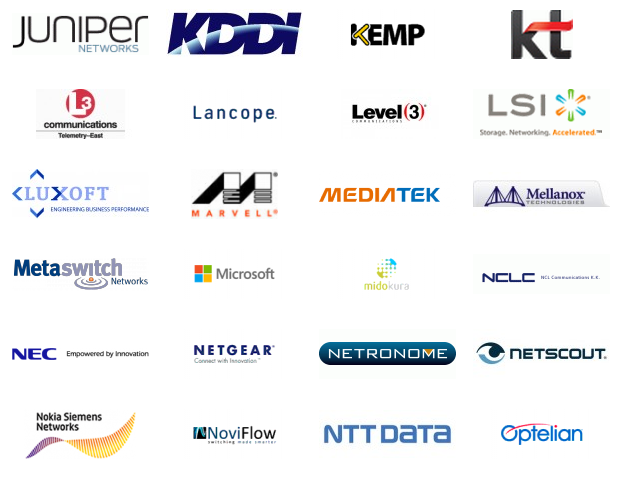 JUNIPer
NETWORKS
KDDI
KEMP
kt
L3
communications
Telemetry–East
Lancope.
Level (3)®
COMMUNICATIONS
LSI
Storage. Networking. Accelerated.™
LUXOFT
ENGINEERING BUSINESS PERFORMANCE
MARVELL®
MEDIATEK
Mellanox
TECHNOLOGIES
Metaswitch
Networks
Microsoft
midokura
NCLC NCL Communications K.K.
NEC Empowered by Innovation
NETGEAR®
Connect with Innovation™
NETRONOME
NETSCOUT®
Nokia Siemens
Networks
NoviFlow
switching made smarter
NTT DATA
Optelian